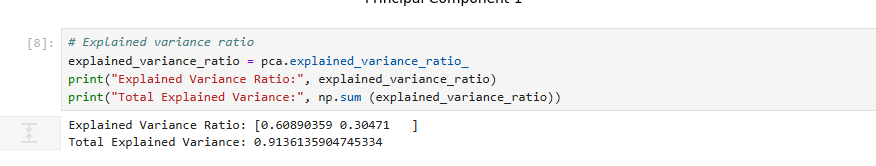 Principal Component 1
[8]:
# Explained variance ratio
explained_variance_ratio = pca.explained_variance_ratio_
print("Explained Variance Ratio:", explained_variance_ratio)
print("Total Explained Variance:", np.sum (explained_variance_ratio))
Explained Variance Ratio: [0.60890359 0.30471   ]
Total Explained Variance: 0.9136135904745334